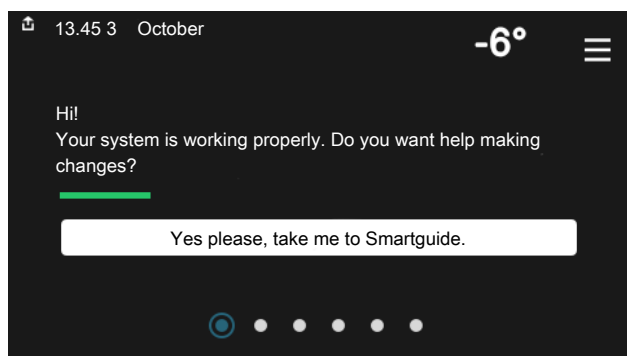 13.45 3 October
-6°
Hi!
Your system is working properly. Do you want help making
changes?
Yes please, take me to Smartguide.